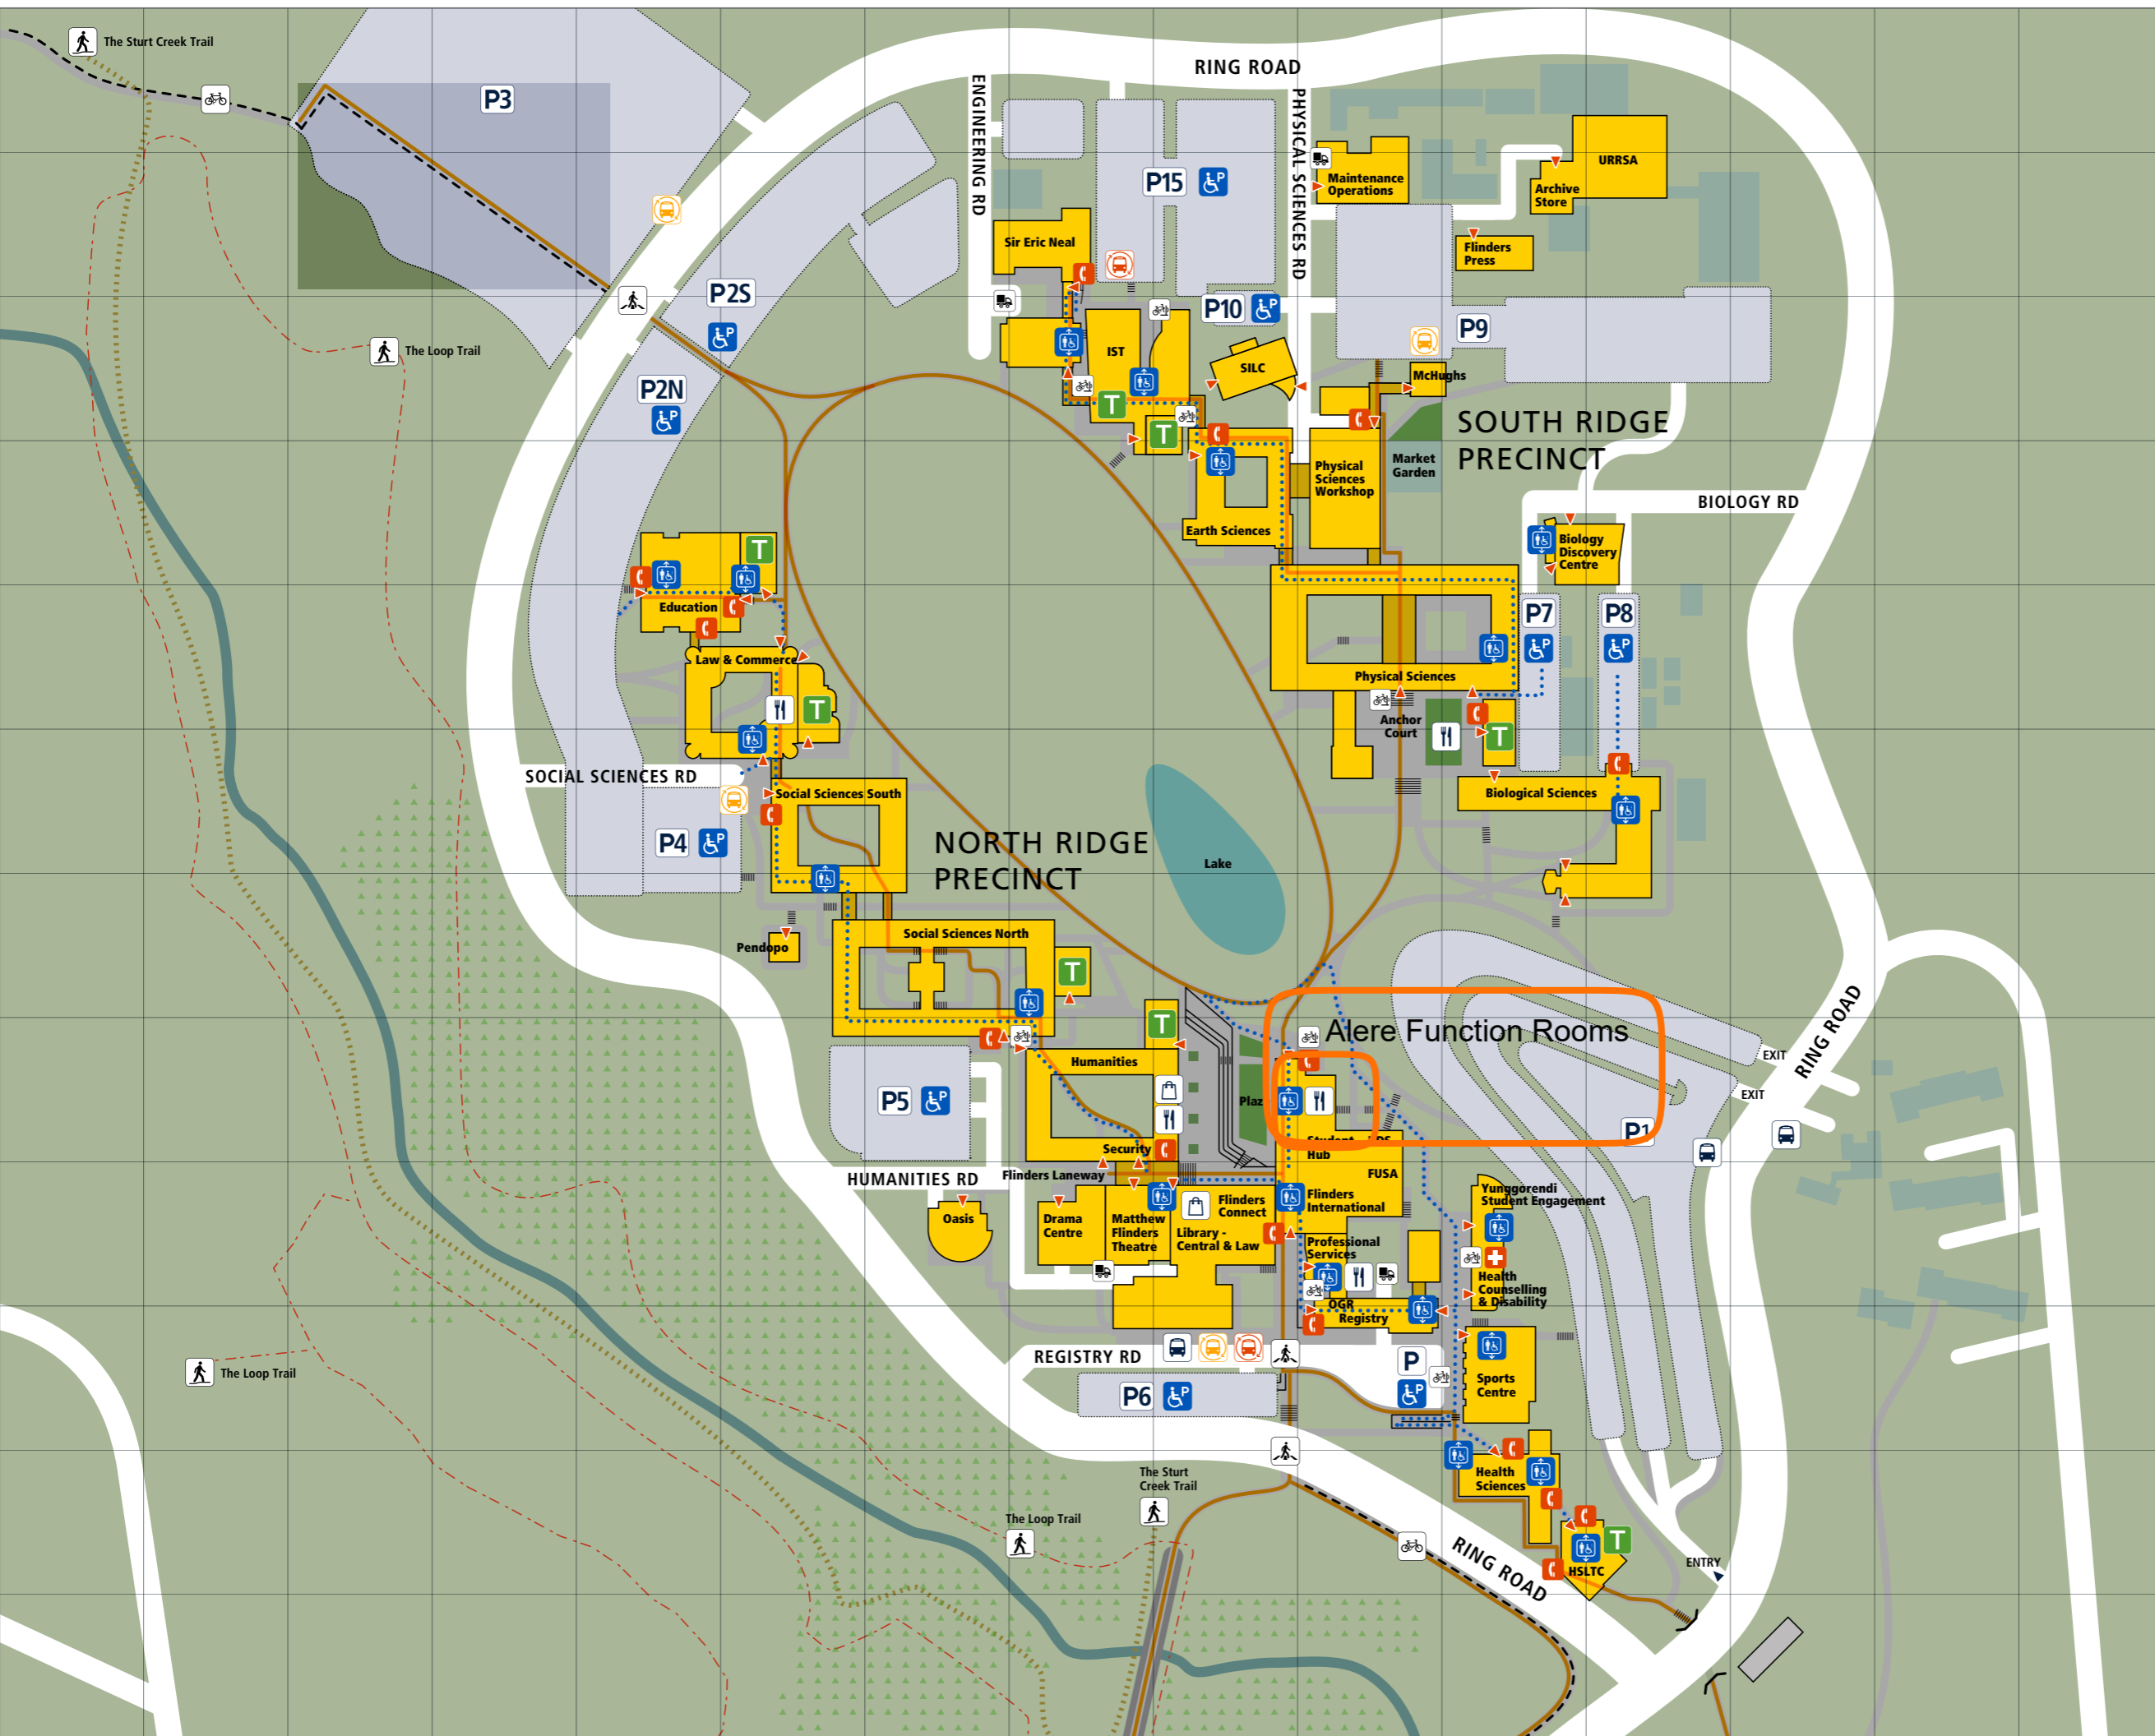 The Sturt Creek Trail
P3
RING ROAD
ENGINEERING RD
PHYSICAL SCIENCES RD
P15
Maintenance
Operations
URRSA
Archive
Store
Sir Eric Neal
Flinders
Press
P2S
P10
P9
The Loop Trail
IST
SILC
McHughs
P2N
SOUTH RIDGE
PRECINCT
Market
Garden
Physical
Sciences
Workshop
BIOLOGY RD
Earth Sciences
Biology
Discovery
Centre
T
T
T
Education
P7
P8
Law & Commerce
Physical Sciences
T
Anchor
Court
T
SOCIAL SCIENCES RD
Social Sciences South
Biological Sciences
P4
NORTH RIDGE
PRECINCT
Lake
Social Sciences North
Pendopo
T
T
Alere Function Rooms
RING ROAD
EXIT
EXIT
Humanities
P5
Plaz
P1
Student
Hub
Security
FUSA
Flinders Laneway
HUMANITIES RD
Yunggorendi
Student Engagement
Oasis
Drama
Centre
Matthew
Flinders
Theatre
Flinders
Connect
Library -
Central & Law
Flinders
International
Professional
Services
Health
Counselling
& Disability
OGR
Registry
REGISTRY RD
P
P6
Sports
Centre
The Loop Trail
The Sturt
Creek Trail
Health
Sciences
The Loop Trail
RING ROAD
T
HSLTC
ENTRY